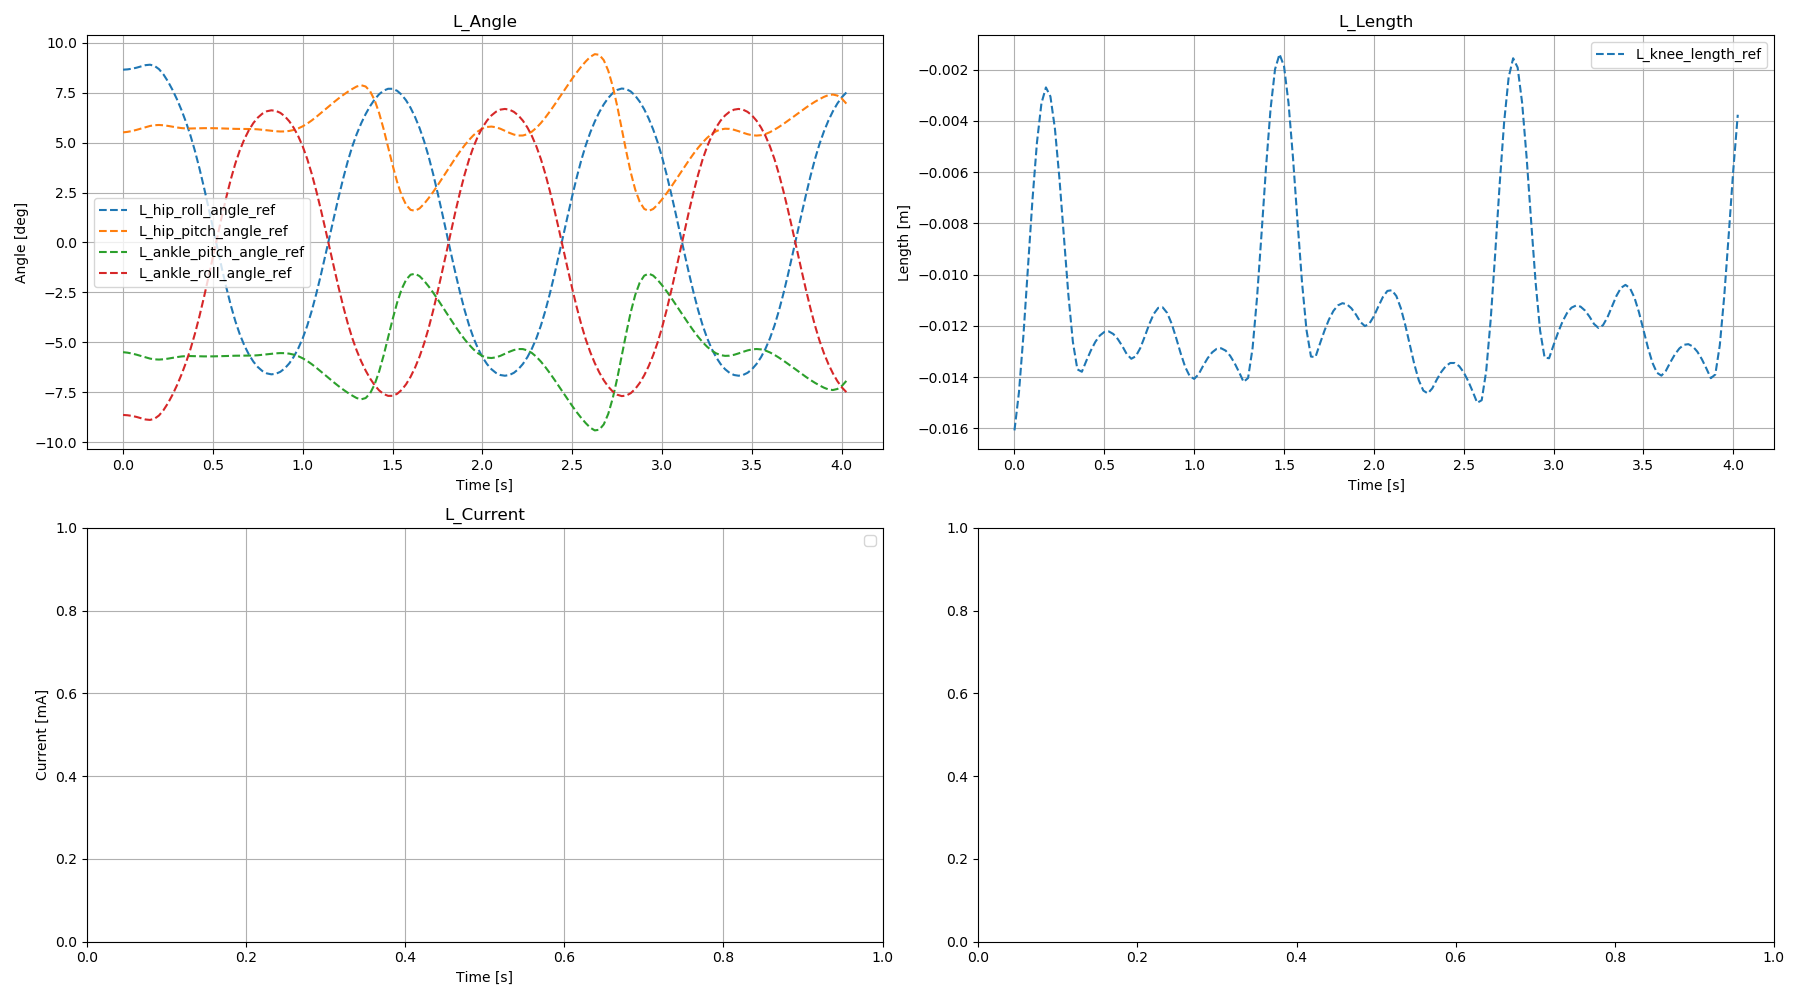 L_Angle
Angle [deg]
10.0
7.5
5.0
2.5
0.0
−2.5
−5.0
−7.5
−10.0
L_hip_roll_angle_ref
L_hip_pitch_angle_ref
L_ankle_pitch_angle_ref
L_ankle_roll_angle_ref
0.0 0.5 1.0 1.5 2.0 2.5 3.0 3.5 4.0
Time [s]
L_Length
Length [m]
L_knee_length_ref
−0.002
−0.004
−0.006
−0.008
−0.010
−0.012
−0.014
−0.016
0.0 0.5 1.0 1.5 2.0 2.5 3.0 3.5 4.0
Time [s]
L_Current
Current [mA]
1.0
0.8
0.6
0.4
0.2
0.0
0.0 0.2 0.4 0.6 0.8 1.0
Time [s]
1.0
0.8
0.6
0.4
0.2
0.0
0.0 0.2 0.4 0.6 0.8 1.0